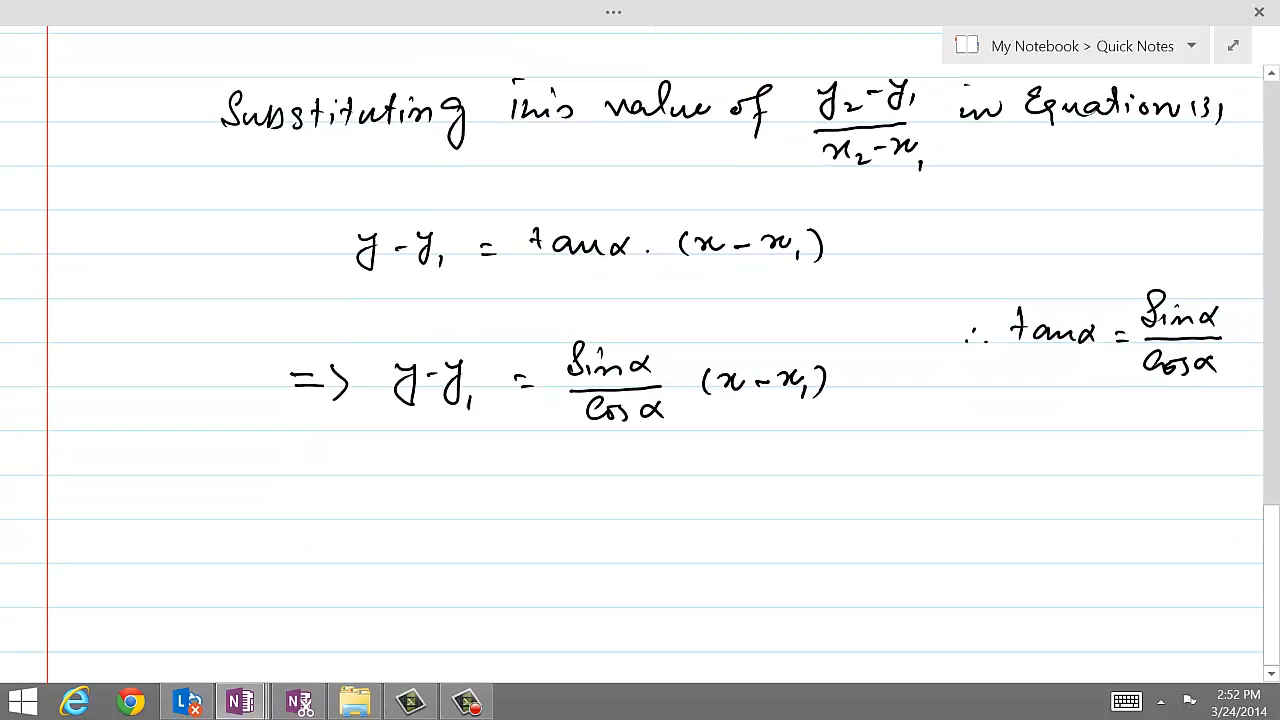 ...
My Notebook > Quick Notes
Substituting this value of y₂-y₁/x₂-x₁ in Equation (1),
y - y₁ = tanα . (x - x₁)
∴ tanα = Sinα/Cosα
=> y - y₁ = Sinα/Cosα (x - x₁)
2:52 PM
3/24/2014